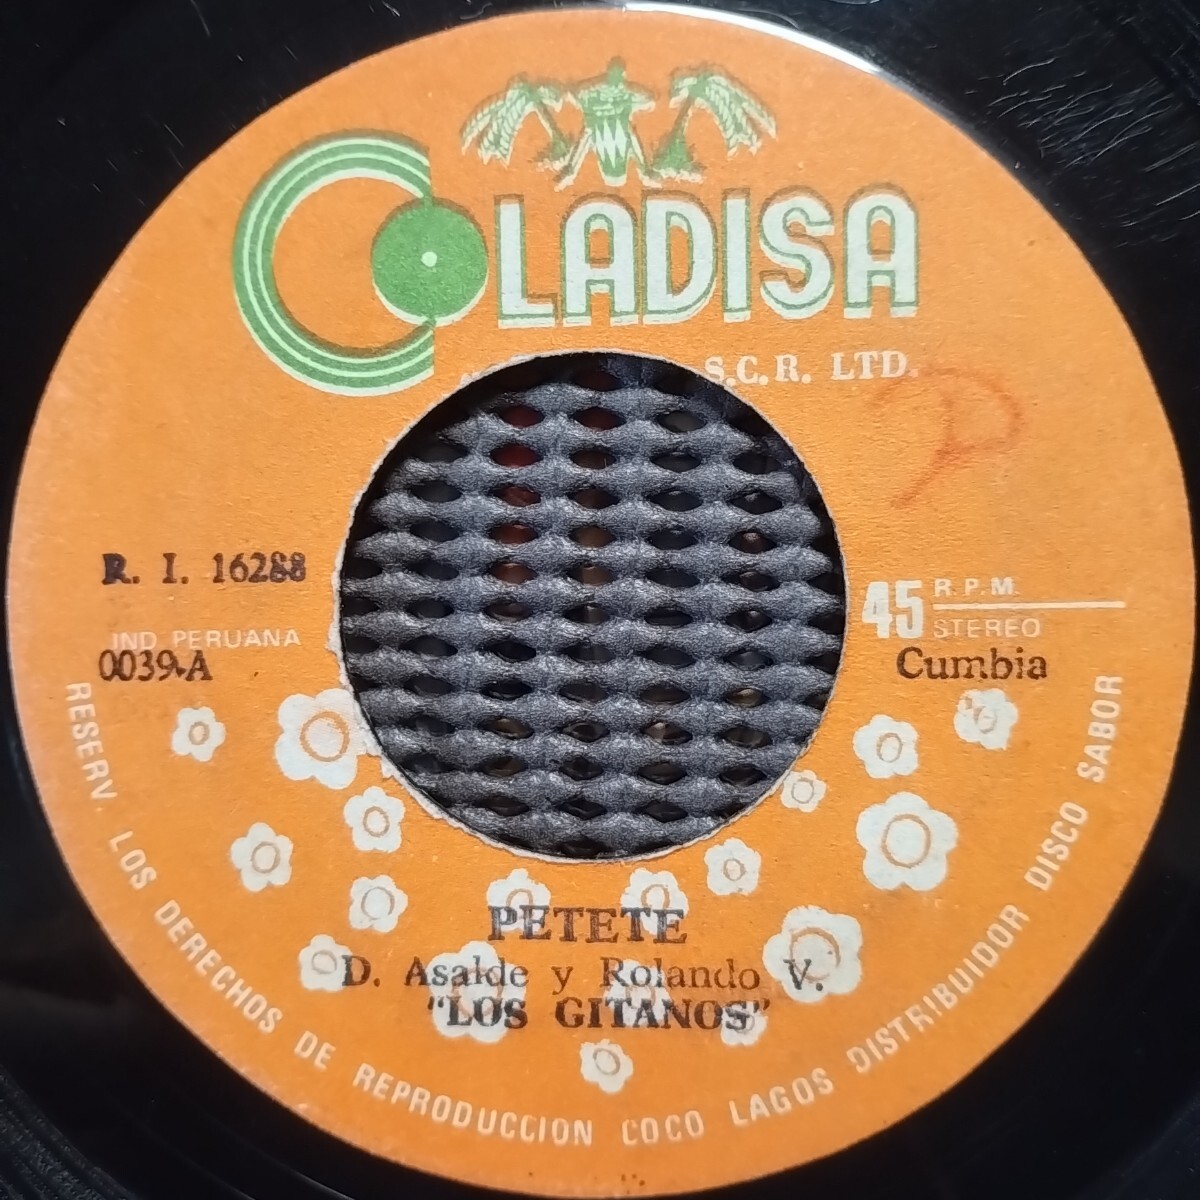 COLADISA
S.C.R. LTD.
R. I. 16288
IND. PERUANA
0039-A
45 R.P.M.
STEREO
Cumbia
PETETE
D. Asalde y Rolando V.
"LOS GITANOS"
RESERV. LOS DERECHOS DE REPRODUCCION COCO LAGOS DISTRIBUIDOR DISCO SABOR